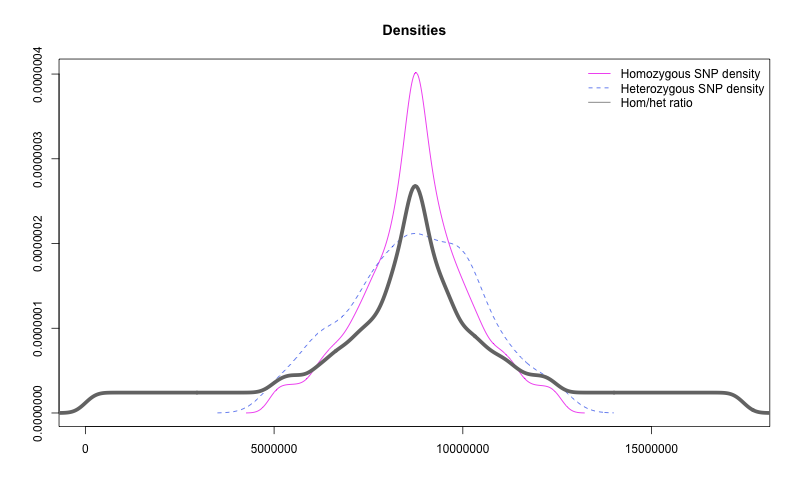 Densities
Homozygous SNP density
Heterozygous SNP density
Hom/het ratio
0.0000004
0.0000003
0.0000002
0.0000001
0.0000000
0 5000000 10000000 15000000